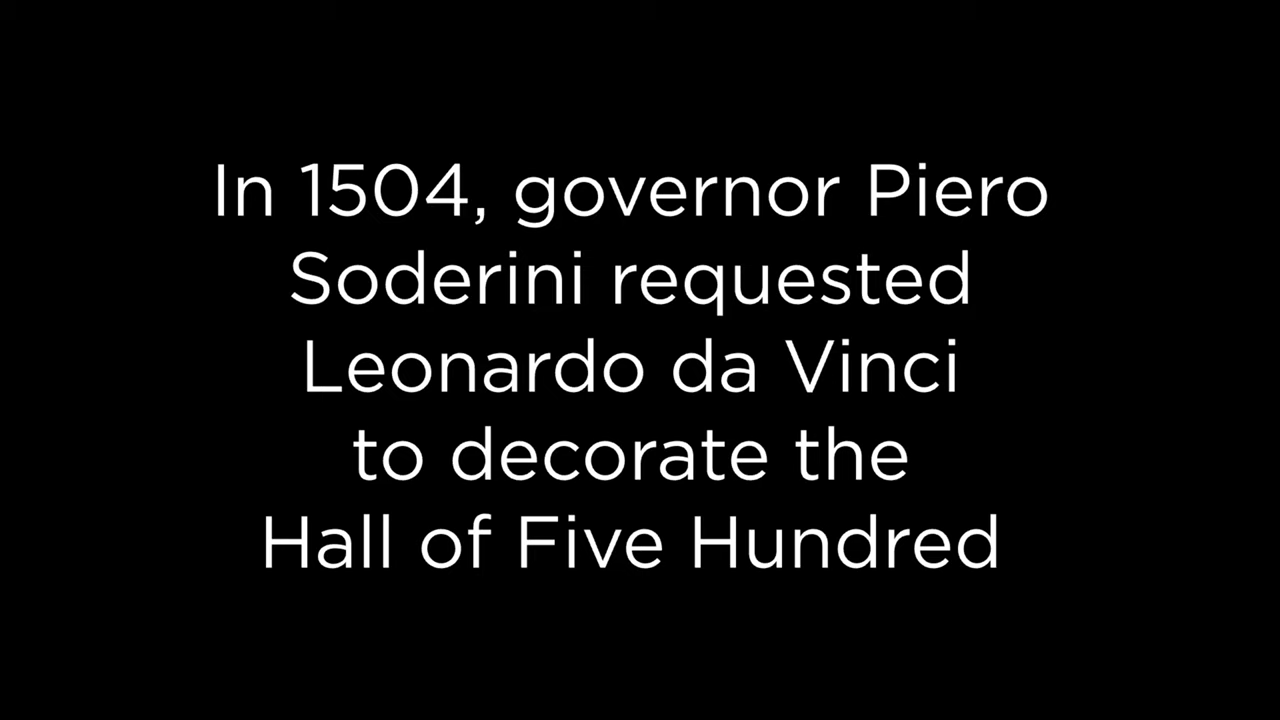 In 1504, governor Piero
Soderini requested
Leonardo da Vinci
to decorate the
Hall of Five Hundred